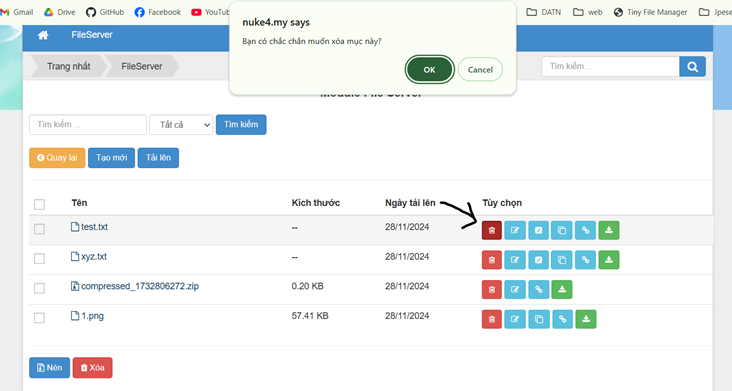 Gmail Drive GitHub Facebook YouTu DATN web Tiny File Manager Jpese
nuke4.my says
Bạn có chắc chắn muốn xóa mục này?
OK Cancel
FileServer
Trang nhất FileServer Tìm kiếm...
Module File Server
Tìm kiếm ... Tất cả Tìm kiếm
Quay lại Tạo mới Tải lên
Tên Kích thước Ngày tải lên Tùy chọn
test.txt -- 28/11/2024
xyz.txt -- 28/11/2024
compressed_1732806272.zip 0.20 KB 28/11/2024
1.png 57.41 KB 28/11/2024
Nén Xóa